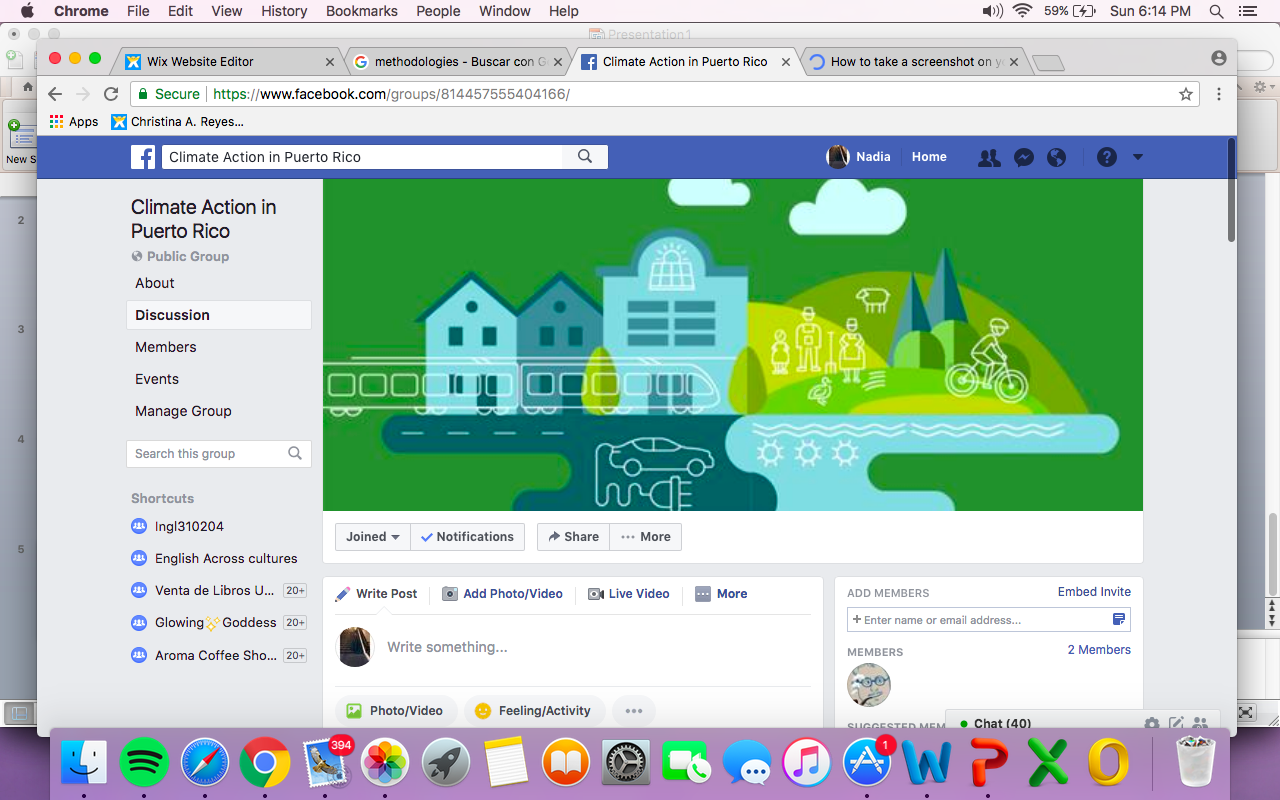 Chrome File Edit View History Bookmarks People Window Help 59% Sun 6:14 PM
Presentation1
Wix Website Editor methodologies - Buscar con Go Climate Action in Puerto Rico How to take a screenshot on yo
Secure https://www.facebook.com/groups/814457555404166/
Apps Christina A. Reyes...
New S
Climate Action in Puerto Rico Nadia Home
Climate Action in
Puerto Rico
Public Group
About
Discussion
Members
Events
Manage Group
Search this group
Shortcuts
Ingl310204
English Across cultures
Venta de Libros U... 20+
Glowing Goddess 20+
Aroma Coffee Sho... 20+
2
3
4
5
Joined Notifications Share More
Write Post Add Photo/Video Live Video More
Write something...
Photo/Video Feeling/Activity
ADD MEMBERS Embed Invite
+ Enter name or email address...
MEMBERS 2 Members
SUGGESTED MEM
Chat (40)
394
1